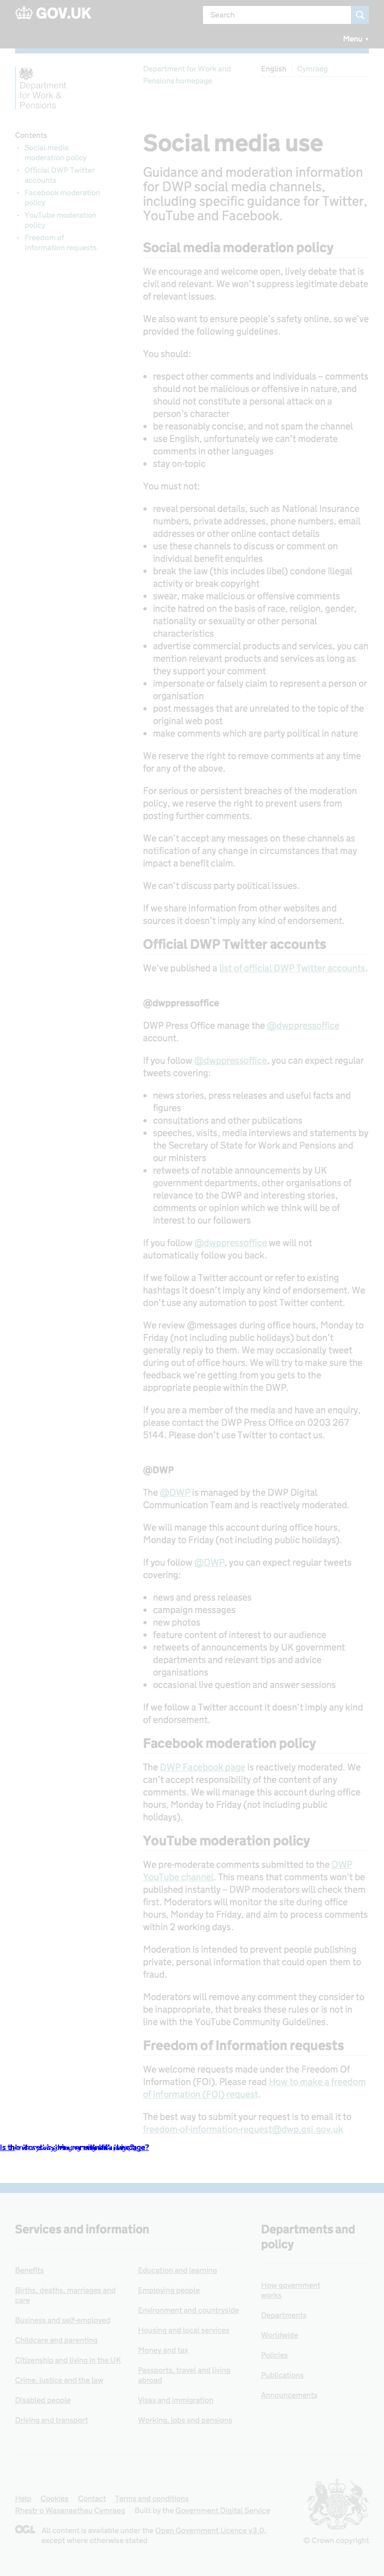 GOV.UK
Search
Menu
Department for Work and
Pensions homepage
English
Cymraeg
Department
for Work &
Pensions
Contents
Social media
moderation policy
Official DWP Twitter
accounts
Facebook moderation
policy
YouTube moderation
policy
Freedom of
Information requests
Social media use
Guidance and moderation information
for DWP social media channels,
including specific guidance for Twitter,
YouTube and Facebook.
Social media moderation policy
We encourage and welcome open, lively debate that is
civil and relevant. We won’t suppress legitimate debate
of relevant issues.
We also want to ensure people’s safety online, so we’ve
provided the following guidelines.
You should:
• respect other comments and individuals – comments
should not be malicious or offensive in nature, and
should not constitute a personal attack on a
person’s character
• be reasonably concise, and not spam the channel
• use English, unfortunately we can’t moderate
comments in other languages
• stay on-topic
You must not:
• reveal personal details, such as National Insurance
numbers, private addresses, phone numbers, email
addresses or other online contact details
• use these channels to discuss or comment on
individual benefit enquiries
• break the law (this includes libel) condone illegal
activity or break copyright
• swear, make malicious or offensive comments
• incite hatred on the basis of race, religion, gender,
nationality or sexuality or other personal
characteristics
• advertise commercial products and services, you can
mention relevant products and services as long as
they support your comment
• impersonate or falsely claim to represent a person or
organisation
• post messages that are unrelated to the topic of the
original web post
• make comments which are party political in nature
We reserve the right to remove comments at any time
for any of the above.
For serious or persistent breaches of the moderation
policy, we reserve the right to prevent users from
posting further comments.
We can’t accept any messages on these channels as
notification of any change in circumstances that may
impact a benefit claim.
We can’t discuss party political issues.
If we share information from other websites and
sources it doesn’t imply any kind of endorsement.
Official DWP Twitter accounts
We’ve published a list of official DWP Twitter accounts.
@dwppressoffice
DWP Press Office manage the @dwppressoffice
account.
If you follow @dwppressoffice, you can expect regular
tweets covering:
• news stories, press releases and useful facts and
figures
• consultations and other publications
• speeches, visits, media interviews and statements by
the Secretary of State for Work and Pensions and
our ministers
• retweets of notable announcements by UK
government departments, other organisations of
relevance to the DWP and interesting stories,
comments or opinion which we think will be of
interest to our followers
If you follow @dwppressoffice we will not
automatically follow you back.
If we follow a Twitter account or refer to existing
hashtags it doesn’t imply any kind of endorsement. We
don’t use any automation to post Twitter content.
We review @messages during office hours, Monday to
Friday (not including public holidays) but don’t
generally reply to them. We may occasionally tweet
during out of office hours. We will try to make sure the
feedback we’re getting from you gets to the
appropriate people within the DWP.
If you are a member of the media and have an enquiry,
please contact the DWP Press Office on 0203 267
5144. Please don’t use Twitter to contact us.
@DWP
The @DWP is managed by the DWP Digital
Communication Team and is reactively moderated.
We will manage this account during office hours,
Monday to Friday (not including public holidays).
If you follow @DWP, you can expect regular tweets
covering:
• news and press releases
• campaign messages
• new photos
• feature content of interest to our audience
• retweets of announcements by UK government
departments and relevant tips and advice
organisations
• occasional live question and answer sessions
If we follow a Twitter account it doesn’t imply any kind
of endorsement.
Facebook moderation policy
The DWP Facebook page is reactively moderated. We
can’t accept responsibility of the content of any
comments. We will manage this account during office
hours, Monday to Friday (not including public
holidays).
YouTube moderation policy
We pre-moderate comments submitted to the DWP
YouTube channel. This means that comments won’t be
published instantly – DWP moderators will check them
first. Moderators will monitor the site during office
hours, Monday to Friday, and aim to process comments
within 2 working days.
Moderation is intended to prevent people publishing
private, personal information that could open them to
fraud.
Moderators will remove any comment they consider to
be inappropriate, that breaks these rules or is not in
line with the YouTube Community Guidelines.
Freedom of Information requests
We welcome requests made under the Freedom Of
Information (FOI). Please read How to make a freedom
of Information (FOI) request.
The best way to submit your request is to email it to
freedom-of-information-request@dwp.gsi.gov.uk
Services and information
Departments and
policy
Benefits
Births, deaths, marriages and
care
Business and self-employed
Childcare and parenting
Citizenship and living in the UK
Crime, justice and the law
Disabled people
Driving and transport
Education and learning
Employing people
Environment and countryside
Housing and local services
Money and tax
Passports, travel and living
abroad
Visas and immigration
Working, jobs and pensions
How government
works
Departments
Worldwide
Policies
Publications
Announcements
Help Cookies Contact Terms and conditions
Rhestr o Wasanaethau Cymraeg Built by the Government Digital Service
OGL
All content is available under the Open Government Licence v3.0,
except where otherwise stated
© Crown copyright